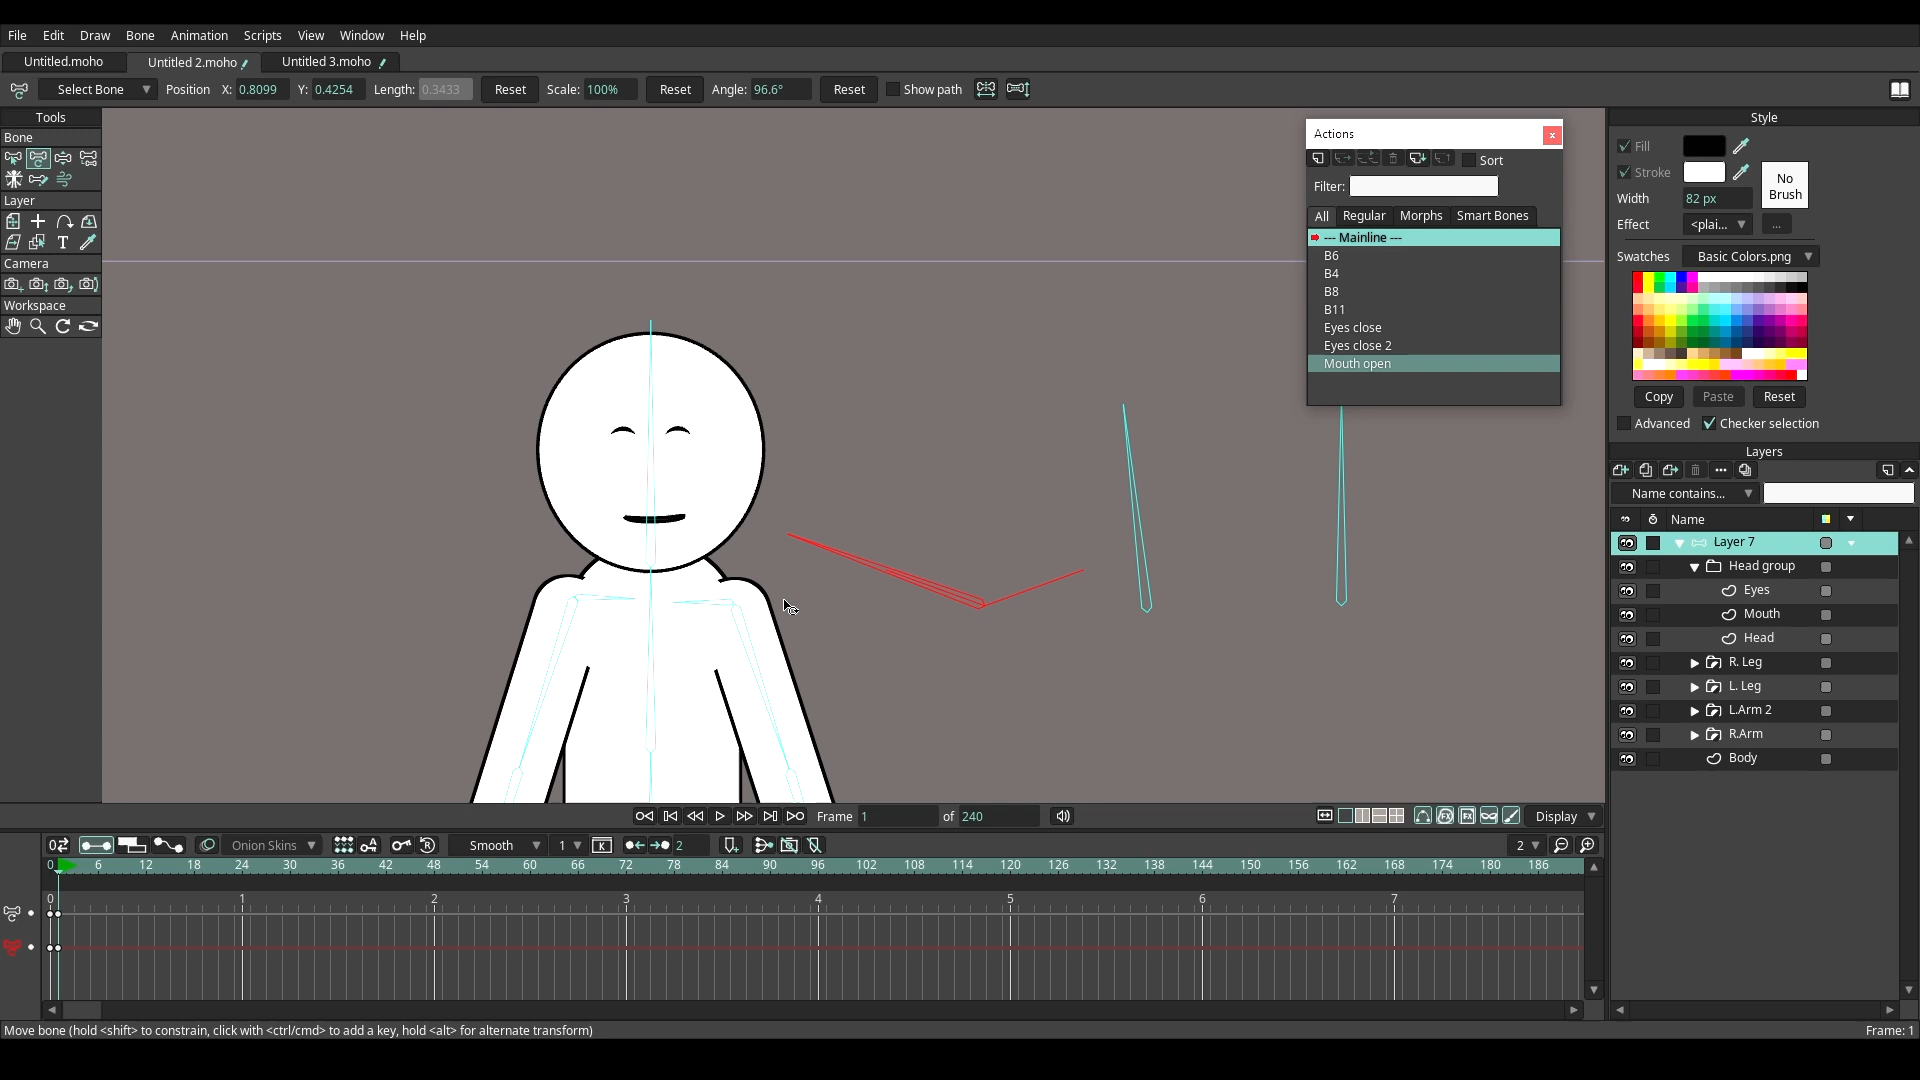 File Edit Draw Bone Animation Scripts View Window Help
Untitled.moho Untitled 2.moho Untitled 3.moho
Select Bone Position X: 0.8099 Y: 0.4254 Length: 0.3433 Reset Scale: 100% Reset Angle: 96.6° Reset Show path
Tools
Bone
Layer
Camera
Workspace
Actions
Sort
Filter:
All Regular Morphs Smart Bones
--- Mainline ---
B6
B4
B8
B11
Eyes close
Eyes close 2
Mouth open
Style
Fill
Stroke
No
Brush
Width 82 px
Effect <plai... ...
Swatches Basic Colors.png
Copy Paste Reset
Advanced Checker selection
Layers
Name contains...
Name
Layer 7
Head group
Eyes
Mouth
Head
R. Leg
L. Leg
L.Arm 2
R.Arm
Body
Frame 1 of 240 Display
Onion Skins Smooth 1 2 2
0 6 12 18 24 30 36 42 48 54 60 66 72 78 84 90 96 102 108 114 120 126 132 138 144 150 156 162 168 174 180 186
0 1 2 3 4 5 6 7
Move bone (hold <shift> to constrain, click with <ctrl/cmd> to add a key, hold <alt> for alternate transform) Frame: 1